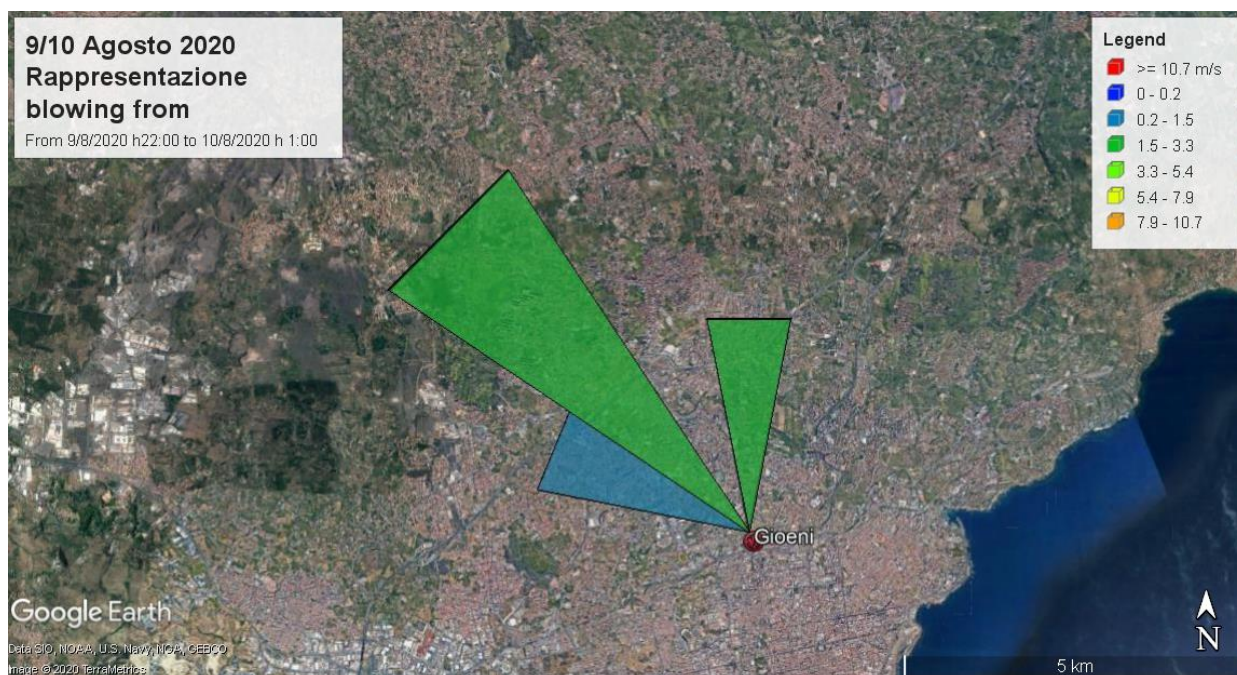 9/10 Agosto 2020
Rappresentazione
blowing from
From 9/8/2020 h22:00 to 10/8/2020 h 1:00
Legend
>= 10.7 m/s
0 - 0.2
0.2 - 1.5
1.5 - 3.3
3.3 - 5.4
5.4 - 7.9
7.9 - 10.7
Gioeni
Google Earth
Data SIO, NOAA, U.S. Navy, NGA, GEBCO
Image © 2020 TerraMetrics
N
5 km